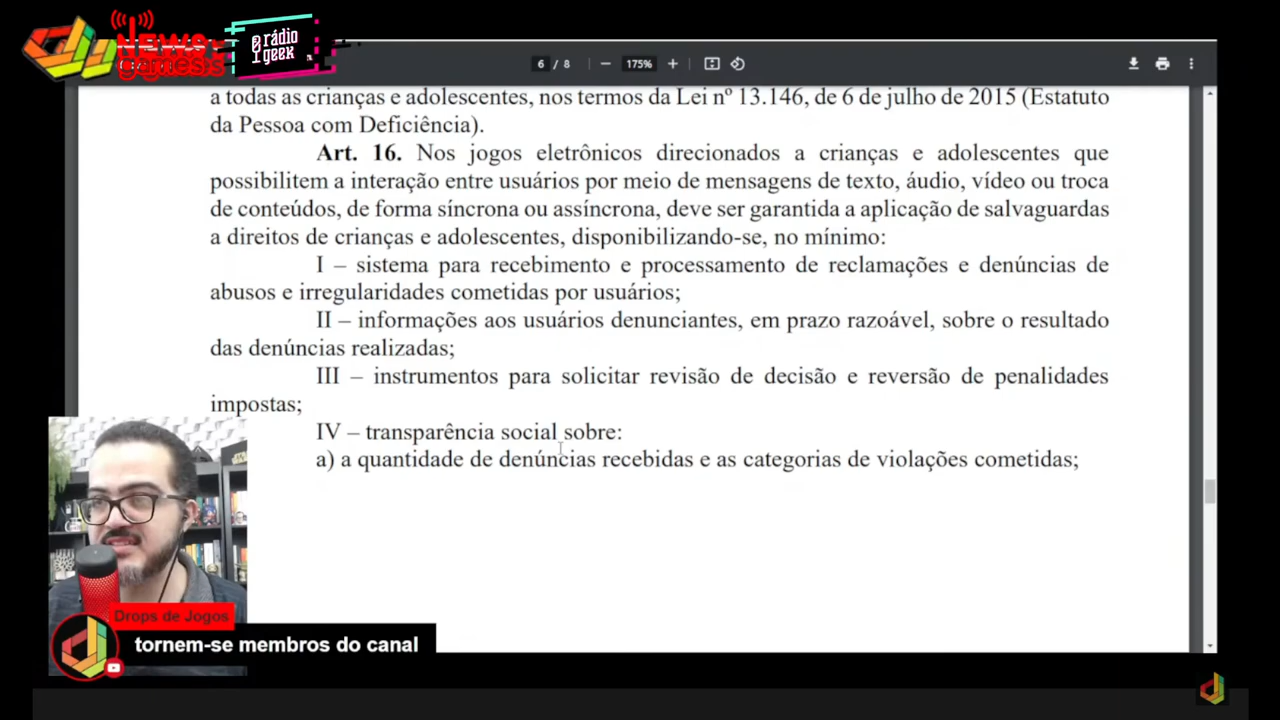 NEWS
games
rádio
geek
6 / 8
175%
a todas as crianças e adolescentes, nos termos da Lei nº 13.146, de 6 de julho de 2015 (Estatuto
da Pessoa com Deficiência).
Art. 16. Nos jogos eletrônicos direcionados a crianças e adolescentes que
possibilitem a interação entre usuários por meio de mensagens de texto, áudio, vídeo ou troca
de conteúdos, de forma síncrona ou assíncrona, deve ser garantida a aplicação de salvaguardas
a direitos de crianças e adolescentes, disponibilizando-se, no mínimo:
I – sistema para recebimento e processamento de reclamações e denúncias de
abusos e irregularidades cometidas por usuários;
II – informações aos usuários denunciantes, em prazo razoável, sobre o resultado
das denúncias realizadas;
III – instrumentos para solicitar revisão de decisão e reversão de penalidades
impostas;
IV – transparência social sobre:
a) a quantidade de denúncias recebidas e as categorias de violações cometidas;
Drops de Jogos
tornem-se membros do canal